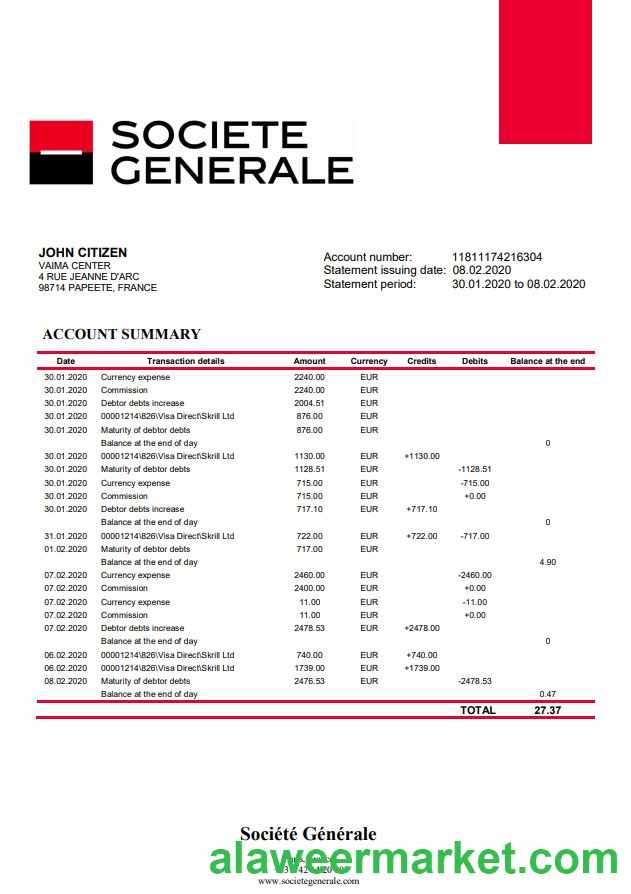 SOCIETE
GENERALE
JOHN CITIZEN
VAIMA CENTER
4 RUE JEANNE D'ARC
98714 PAPEETE, FRANCE
Account number: 11811174216304
Statement issuing date: 08.02.2020
Statement period: 30.01.2020 to 08.02.2020
ACCOUNT SUMMARY
Date Transaction details Amount Currency Credits Debits Balance at the end
30.01.2020 Currency expense 2240.00 EUR
30.01.2020 Commission 2240.00 EUR
30.01.2020 Debtor debts increase 2004.51 EUR
30.01.2020 00001214\826\Visa Direct\Skrill Ltd 876.00 EUR
30.01.2020 Maturity of debtor debts 876.00 EUR
Balance at the end of day 0
30.01.2020 00001214\826\Visa Direct\Skrill Ltd 1130.00 EUR +1130.00
30.01.2020 Maturity of debtor debts 1128.51 EUR -1128.51
30.01.2020 Currency expense 715.00 EUR -715.00
30.01.2020 Commission 715.00 EUR +0.00
30.01.2020 Debtor debts increase 717.10 EUR +717.10
Balance at the end of day 0
31.01.2020 00001214\826\Visa Direct\Skrill Ltd 722.00 EUR +722.00 -717.00
01.02.2020 Maturity of debtor debts 717.00 EUR
Balance at the end of day 4.90
07.02.2020 Currency expense 2460.00 EUR -2460.00
07.02.2020 Commission 2400.00 EUR +0.00
07.02.2020 Currency expense 11.00 EUR -11.00
07.02.2020 Commission 11.00 EUR +0.00
07.02.2020 Debtor debts increase 2478.53 EUR +2478.00
Balance at the end of day 0
06.02.2020 00001214\826\Visa Direct\Skrill Ltd 740.00 EUR +740.00
06.02.2020 00001214\826\Visa Direct\Skrill Ltd 1739.00 EUR +1739.00
08.02.2020 Maturity of debtor debts 2476.53 EUR -2478.53
Balance at the end of day 0.47
TOTAL 27.37
Société Générale
alaweermarket.com
www.societegenerale.com